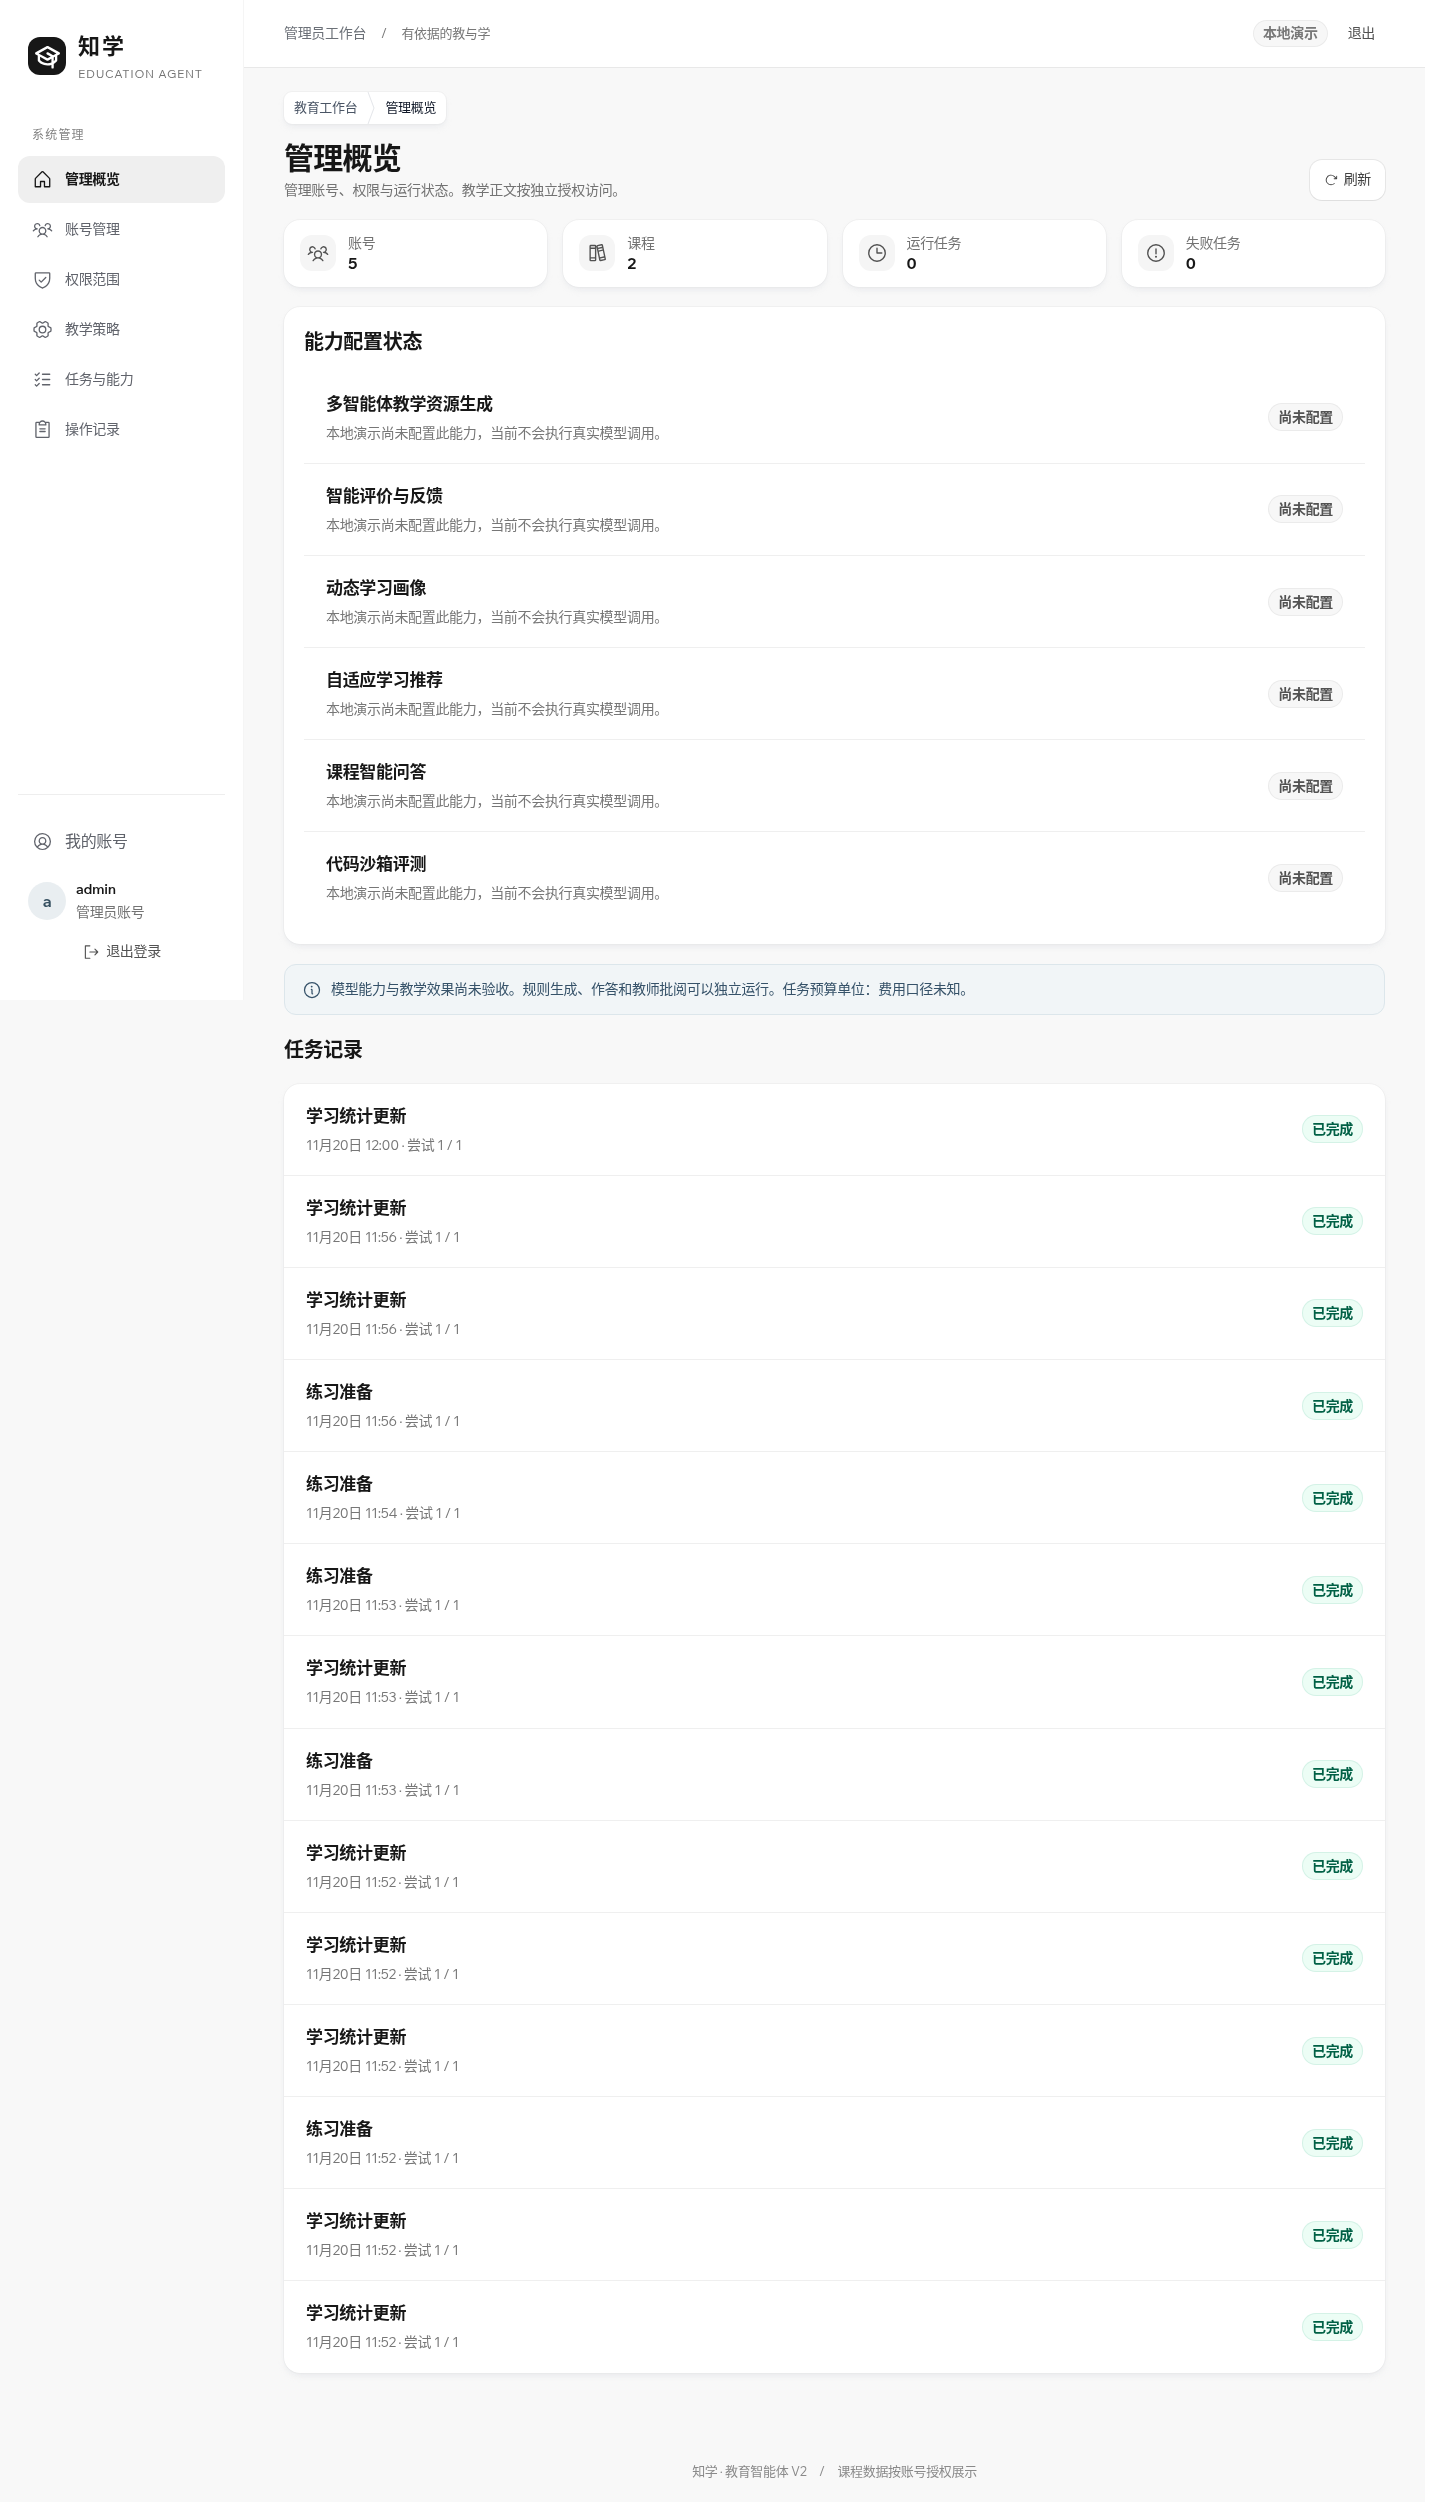 知学
EDUCATION AGENT
系统管理
管理概览
账号管理
权限范围
教学策略
任务与能力
操作记录
我的账号
a
admin
管理员账号
退出登录
管理员工作台 / 有依据的教与学
本地演示 退出
教育工作台 管理概览
管理概览
管理账号、权限与运行状态。教学正文按独立授权访问。
刷新
账号
5
课程
2
运行任务
0
失败任务
0
能力配置状态
多智能体教学资源生成
本地演示尚未配置此能力，当前不会执行真实模型调用。
尚未配置
智能评价与反馈
本地演示尚未配置此能力，当前不会执行真实模型调用。
尚未配置
动态学习画像
本地演示尚未配置此能力，当前不会执行真实模型调用。
尚未配置
自适应学习推荐
本地演示尚未配置此能力，当前不会执行真实模型调用。
尚未配置
课程智能问答
本地演示尚未配置此能力，当前不会执行真实模型调用。
尚未配置
代码沙箱评测
本地演示尚未配置此能力，当前不会执行真实模型调用。
尚未配置
模型能力与教学效果尚未验收。规则生成、作答和教师批阅可以独立运行。任务预算单位：费用口径未知。
任务记录
学习统计更新
11月20日 12:00 · 尝试 1 / 1
已完成
学习统计更新
11月20日 11:56 · 尝试 1 / 1
已完成
学习统计更新
11月20日 11:56 · 尝试 1 / 1
已完成
练习准备
11月20日 11:56 · 尝试 1 / 1
已完成
练习准备
11月20日 11:54 · 尝试 1 / 1
已完成
练习准备
11月20日 11:53 · 尝试 1 / 1
已完成
学习统计更新
11月20日 11:53 · 尝试 1 / 1
已完成
练习准备
11月20日 11:53 · 尝试 1 / 1
已完成
学习统计更新
11月20日 11:52 · 尝试 1 / 1
已完成
学习统计更新
11月20日 11:52 · 尝试 1 / 1
已完成
学习统计更新
11月20日 11:52 · 尝试 1 / 1
已完成
练习准备
11月20日 11:52 · 尝试 1 / 1
已完成
学习统计更新
11月20日 11:52 · 尝试 1 / 1
已完成
学习统计更新
11月20日 11:52 · 尝试 1 / 1
已完成
知学 · 教育智能体 V2 / 课程数据按账号授权展示